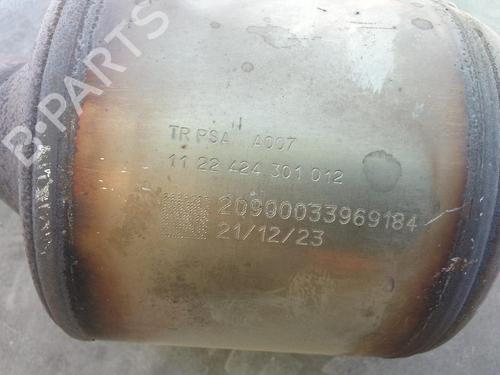 B-PARTS
TR PSA A007
11 22 424 301 012
20900033969184
21/12/23